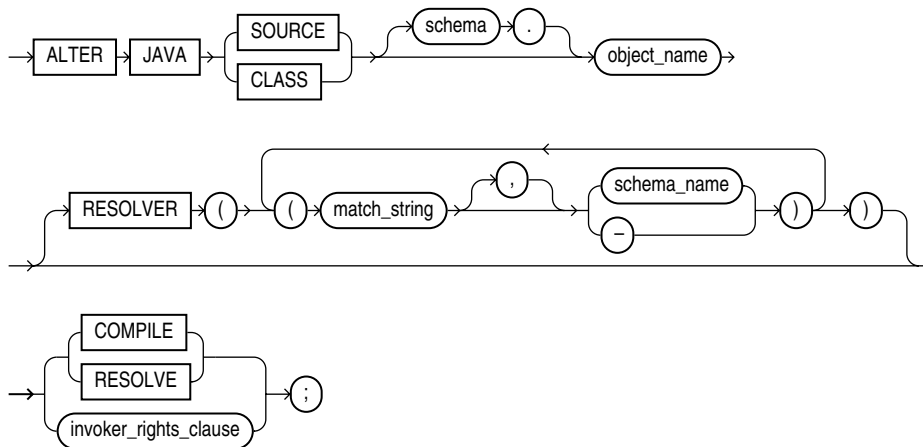 SOURCE
schema .
ALTER JAVA object_name
CLASS
,
schema_name
RESOLVER ( ( match_string ) )
–
COMPILE
RESOLVE
;
invoker_rights_clause